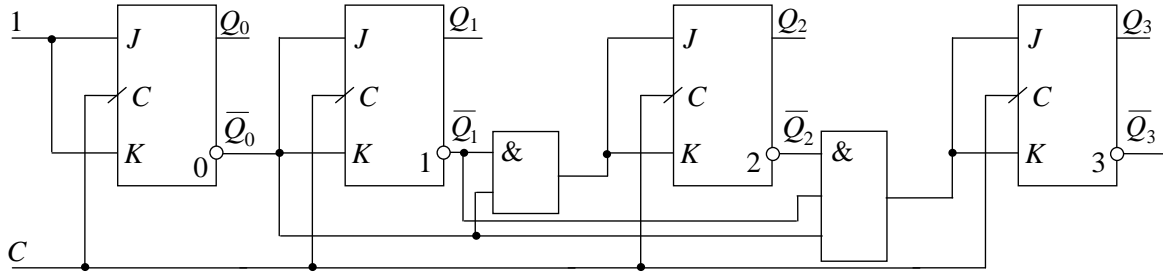 1 J C K 0 Q₀ Q̅₀
J C K 1 Q₁ Q̅₁
&
J C K 2 Q₂ Q̅₂
&
J C K 3 Q₃ Q̅₃
C